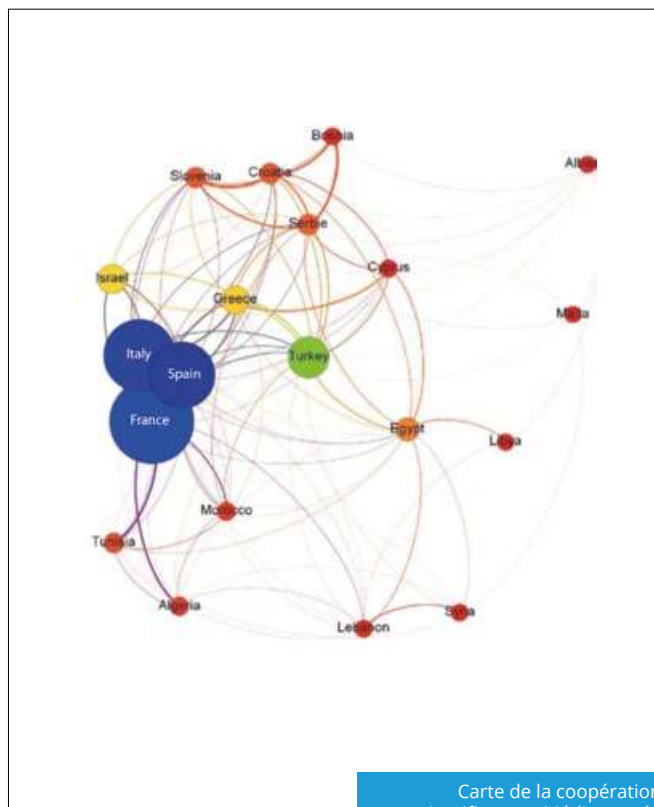 Bosnia
Slovenia
Croatia
Serbie
Cyprus
Israel
Greece
Malta
Italy
Spain
Turkey
France
Egypt
Libya
Morocco
Tunisia
Algeria
Lebanon
Syria
Carte de la coopération